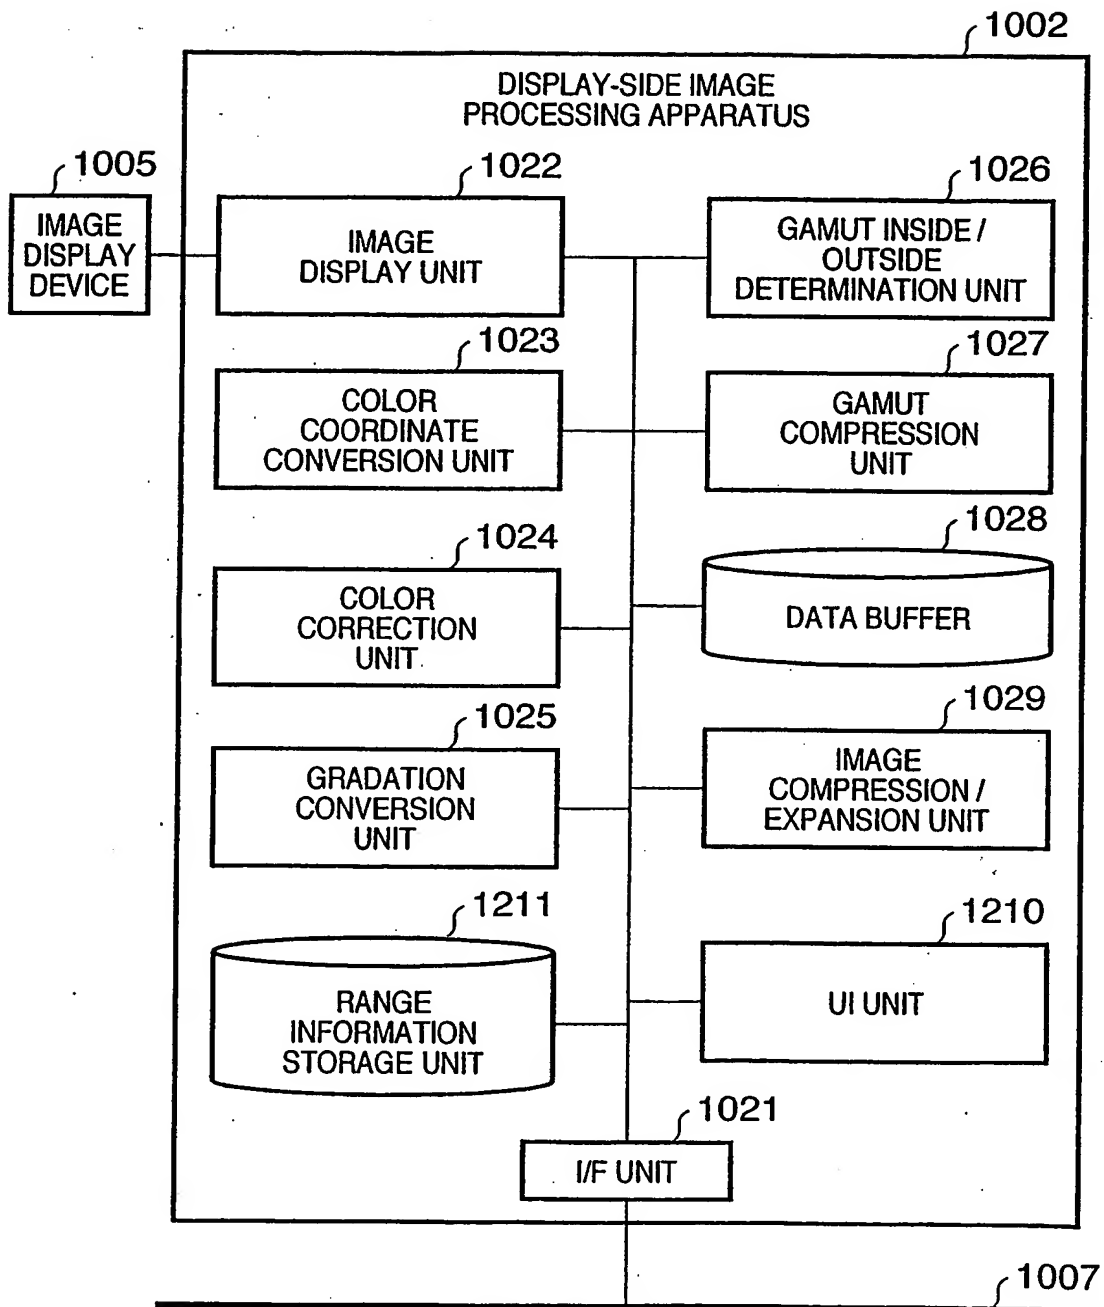 1002
DISPLAY-SIDE IMAGE
PROCESSING APPARATUS
1005
IMAGE
DISPLAY
DEVICE
1022
IMAGE
DISPLAY UNIT
1026
GAMUT INSIDE /
OUTSIDE
DETERMINATION UNIT
1023
COLOR
COORDINATE
CONVERSION UNIT
1027
GAMUT
COMPRESSION
UNIT
1024
COLOR
CORRECTION
UNIT
1028
DATA BUFFER
1025
GRADATION
CONVERSION
UNIT
1029
IMAGE
COMPRESSION /
EXPANSION UNIT
1211
RANGE
INFORMATION
STORAGE UNIT
1210
UI UNIT
1021
I/F UNIT
1007